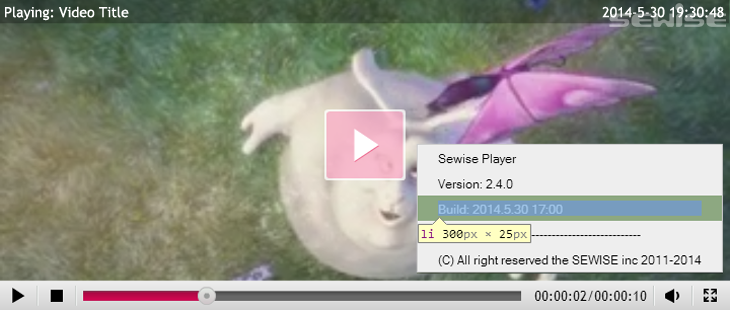 Playing: Video Title
2014-5-30 19:30:48
SEWISE
Sewise Player
Version: 2.4.0
Build: 2014.5.30 17:00
li 300px × 25px
--------------------------
(C) All right reserved the SEWISE inc 2011-2014
00:00:02/00:00:10